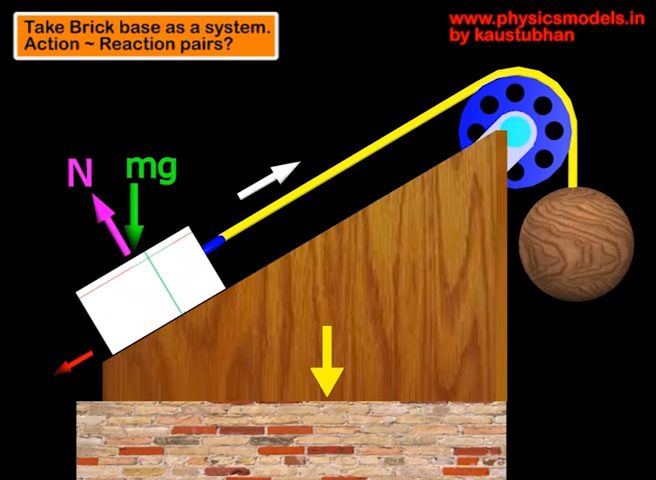 Take Brick base as a system.
Action ~ Reaction pairs?
www.physicsmodels.in
by kaustubhan
N
mg